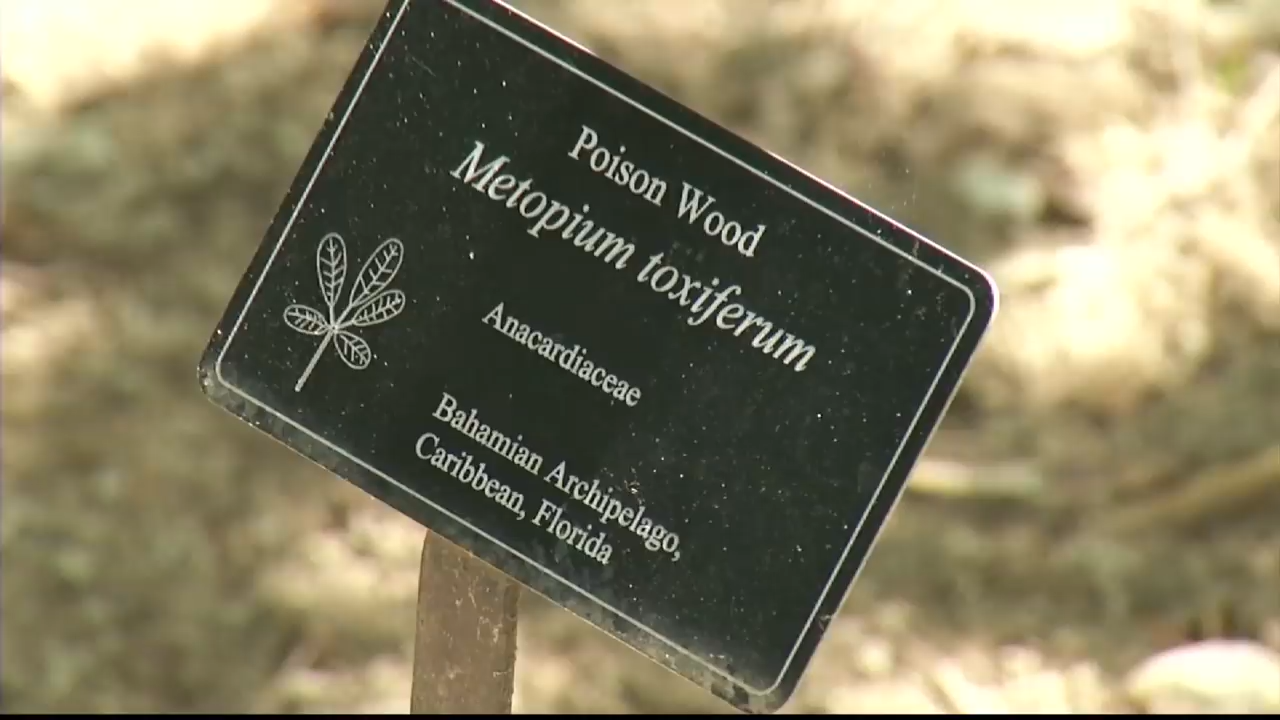 Poison Wood
Metopium toxiferum
Anacardiaceae
Bahamian Archipelago,
Caribbean, Florida